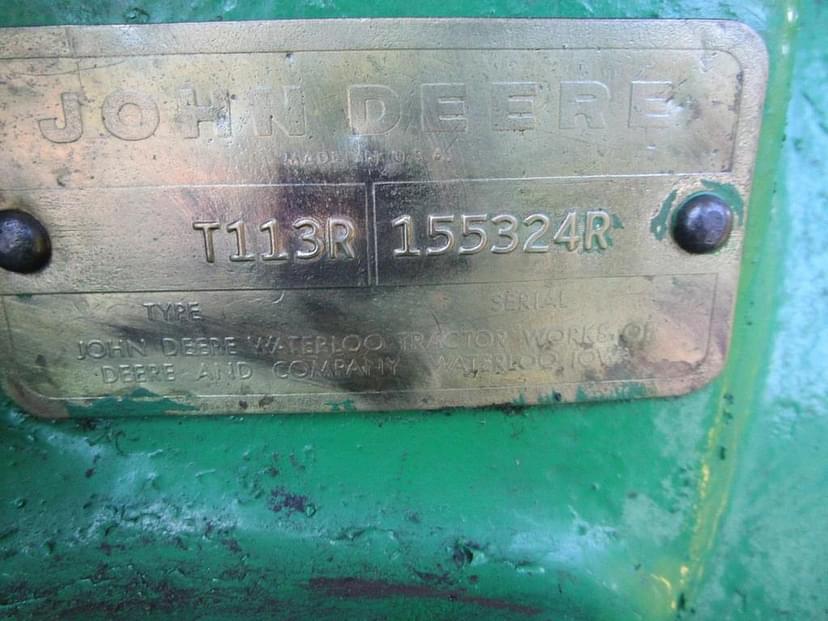 JOHN DEERE
MADE IN U.S.A.
T113R 155324R
TYPE SERIAL
JOHN DEERE WATERLOO TRACTOR WORKS OF
DEERE AND COMPANY WATERLOO, IOWA